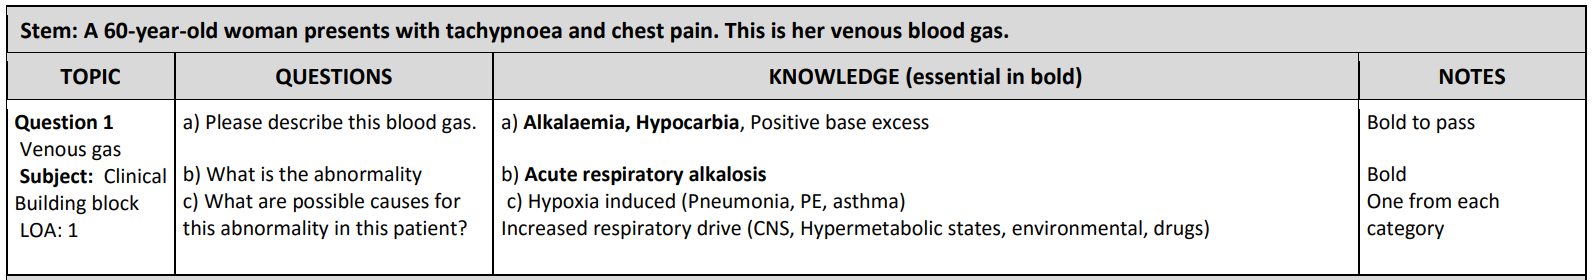 Stem: A 60-year-old woman presents with tachypnoea and chest pain. This is her venous blood gas.
TOPIC
QUESTIONS
KNOWLEDGE (essential in bold)
NOTES
Question 1
Venous gas
Subject: Clinical
Building block
LOA: 1
a) Please describe this blood gas.
b) What is the abnormality
c) What are possible causes for
this abnormality in this patient?
a) Alkalaemia, Hypocarbia, Positive base excess
b) Acute respiratory alkalosis
c) Hypoxia induced (Pneumonia, PE, asthma)
Increased respiratory drive (CNS, Hypermetabolic states, environmental, drugs)
Bold to pass
Bold
One from each
category